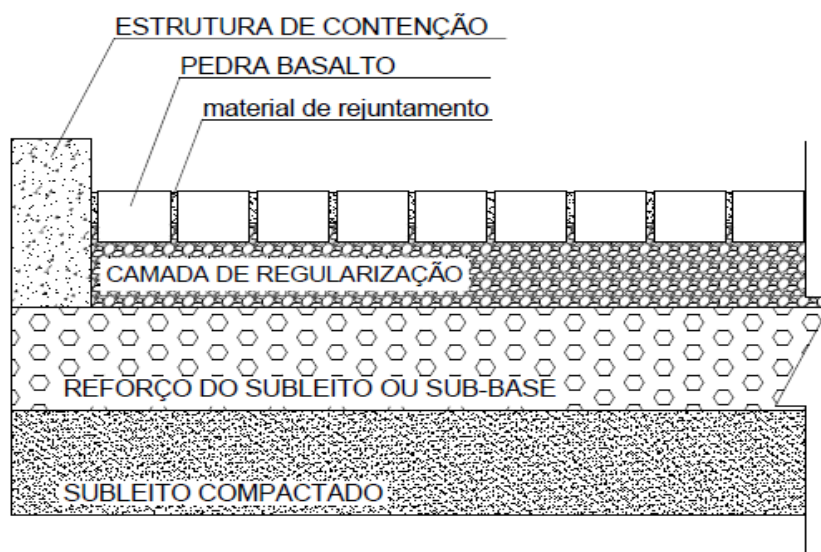 ESTRUTURA DE CONTENÇÃO
PEDRA BASALTO
material de rejuntamento
CAMADA DE REGULARIZAÇÃO
REFORÇO DO SUBLEITO OU SUB-BASE
SUBLEITO COMPACTADO